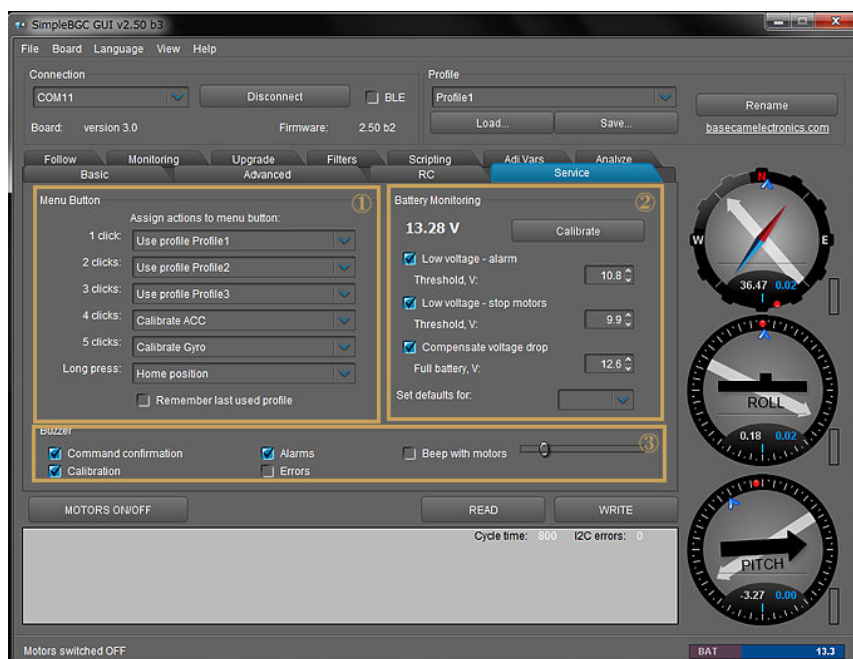 SimpleBGC GUI v2.50 b3
File Board Language View Help
Connection
Profile
COM11 Disconnect BLE
Profile1
Rename
Board: version 3.0 Firmware: 2.50 b2
Load... Save...
basecamelectronics.com
Follow Monitoring Upgrade Filters Scripting Adj Vars Analyze
Basic Advanced RC Service
Menu Button ①
Assign actions to menu button:
1 click: Use profile Profile1
2 clicks: Use profile Profile2
3 clicks: Use profile Profile3
4 clicks: Calibrate ACC
5 clicks: Calibrate Gyro
Long press: Home position
Remember last used profile
Battery Monitoring ②
13.28 V Calibrate
Low voltage - alarm
Threshold, V: 10.8
Low voltage - stop motors
Threshold, V: 9.9
Compensate voltage drop
Full battery, V: 12.6
Set defaults for:
Buzzer ③
Command confirmation Alarms Beep with motors
Calibration Errors
MOTORS ON/OFF READ WRITE
Cycle time: 800 I2C errors: 0
N
W E
36.47 0.02
ROLL
0.18 0.02
PITCH
-3.27 0.00
Motors switched OFF
BAT 13.3